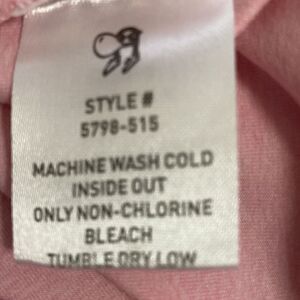 STYLE #
5798-515
MACHINE WASH COLD
INSIDE OUT
ONLY NON-CHLORINE
BLEACH
TUMBLE DRY LOW